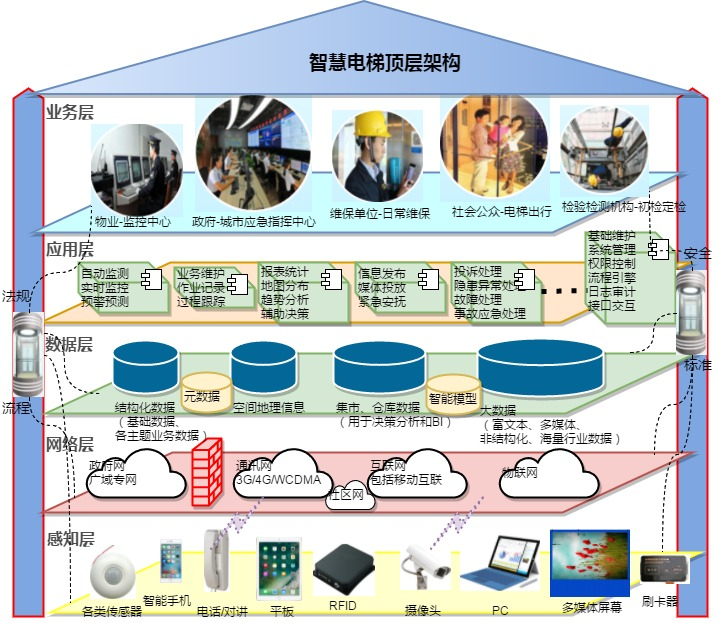 智慧电梯顶层架构
业务层
物业-监控中心
政府-城市应急指挥中心
维保单位-日常维保
社会公众-电梯出行
检验检测机构-初检定检
应用层
自动监测
实时监控
预警预测
业务维护
作业记录
过程跟踪
报表统计
地图分布
趋势分析
辅助决策
信息发布
媒体投放
紧急安抚
投诉处理
隐患异常处理
故障处理
事故应急处理
基础维护
系统管理
权限控制
流程引擎
日志审计
接口交互
法规
流程
安全
标准
数据层
结构化数据
（基础数据、
各主题业务数据）
元数据
空间地理信息
集市、仓库数据
（用于决策分析和BI）
智能模型
大数据
（富文本、多媒体、
非结构化、海量行业数据）
网络层
政府网
广域专网
通讯网
3G/4G/WCDMA
社区网
互联网
包括移动互联
物联网
感知层
各类传感器
智能手机
电话/对讲
平板
RFID
摄像头
PC
多媒体屏幕
刷卡器